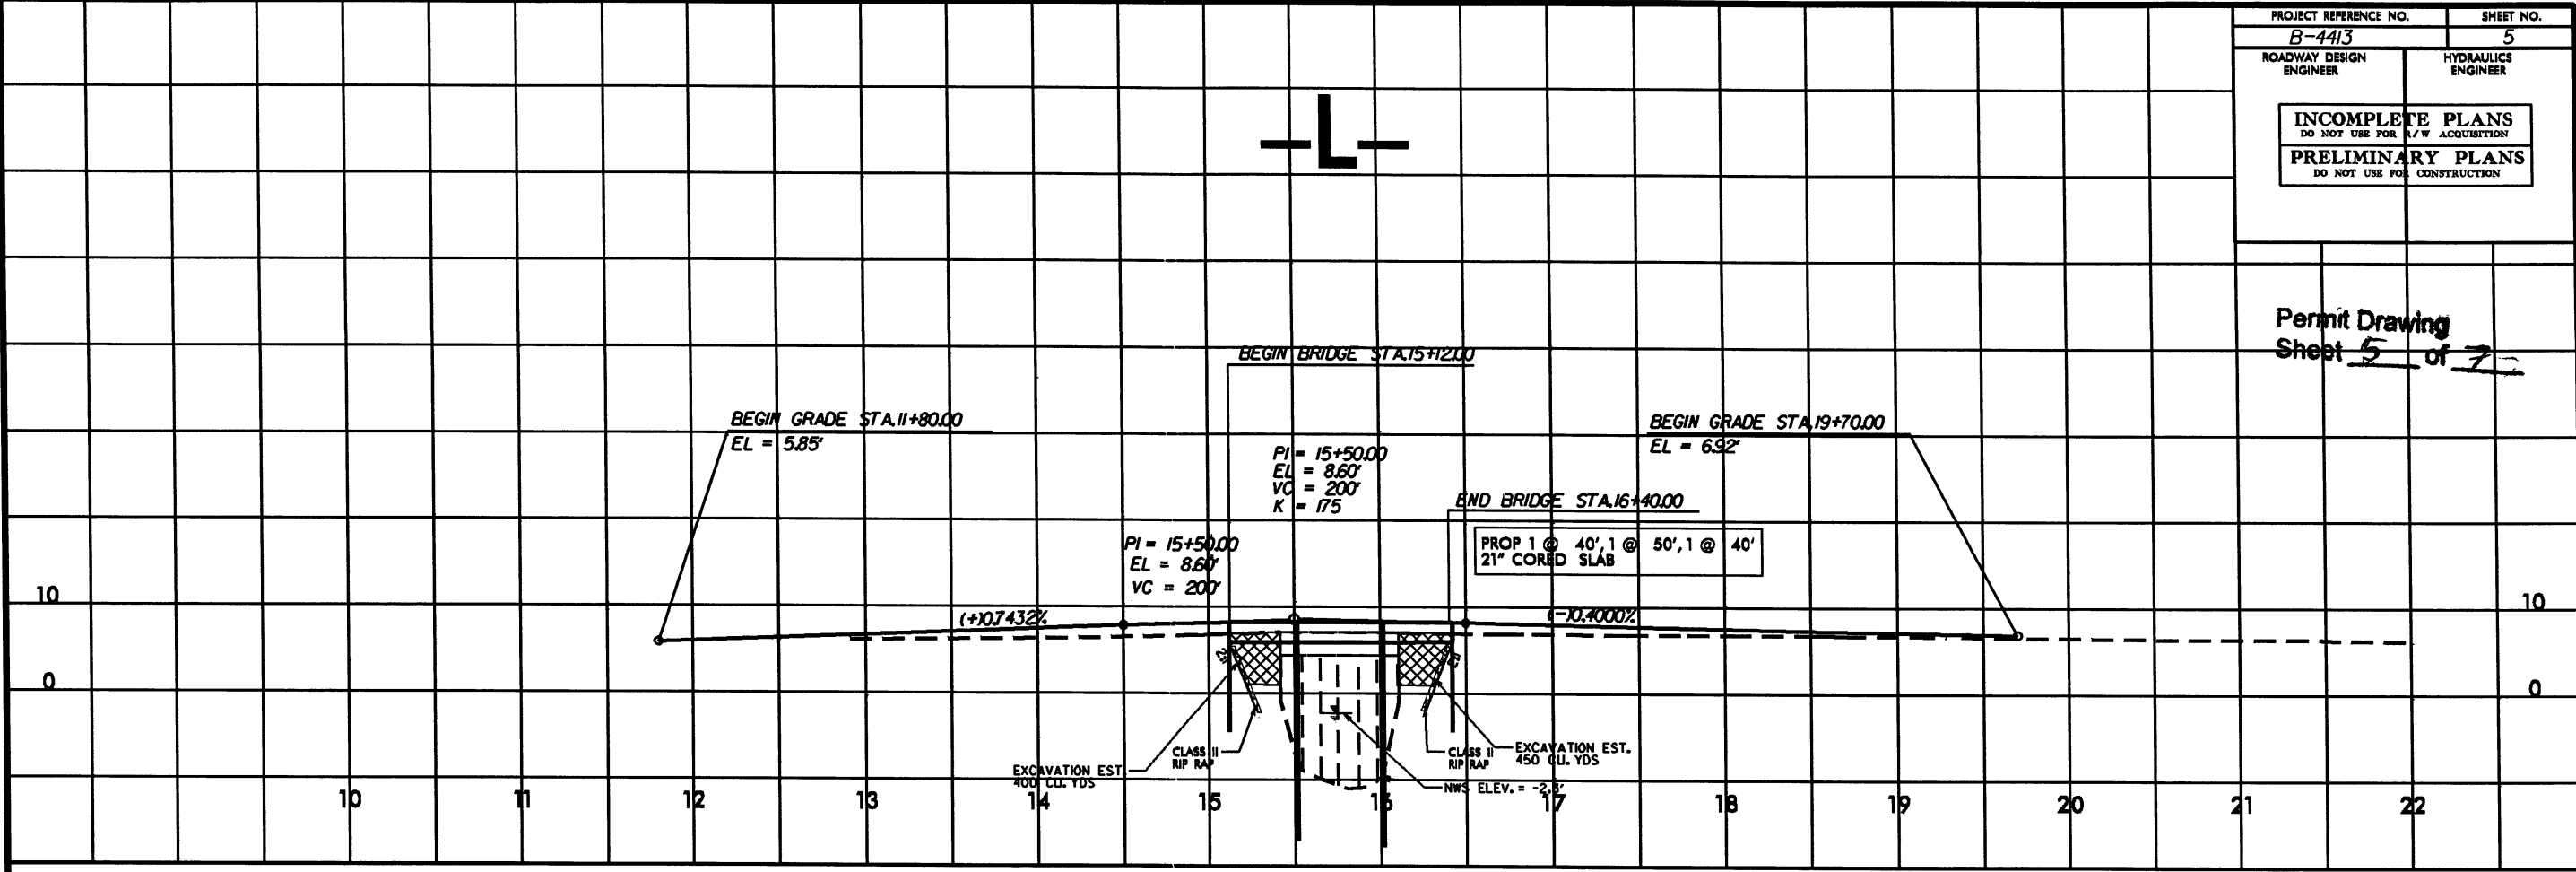 PROJECT REFERENCE NO. SHEET NO.
B-4413 5
ROADWAY DESIGN ENGINEER
HYDRAULICS ENGINEER
INCOMPLETE PLANS
DO NOT USE FOR R/W ACQUISITION
PRELIMINARY PLANS
DO NOT USE FOR CONSTRUCTION
-L-
Permit Drawing
Sheet 5 of 7
BEGIN BRIDGE STA.15+12.00
BEGIN GRADE STA.11+80.00
EL = 5.85'
BEGIN GRADE STA.19+70.00
EL = 6.92'
PI = 15+50.00
EL = 8.60'
VC = 200'
K = 175
END BRIDGE STA.16+40.00
PROP 1 @ 40', 1 @ 50', 1 @ 40'
21" CORED SLAB
PI = 15+50.00
EL = 8.60'
VC = 200'
10
10
(+)0.7432%
(-)0.4000%
0
0
2:1
2:1
CLASS II
RIP RAP
EXCAVATION EST.
400 CU. YDS
CLASS II
RIP RAP
EXCAVATION EST.
450 CU. YDS
NWS ELEV. =
10 11 12 13 14 15 16 17 18 19 20 21 22